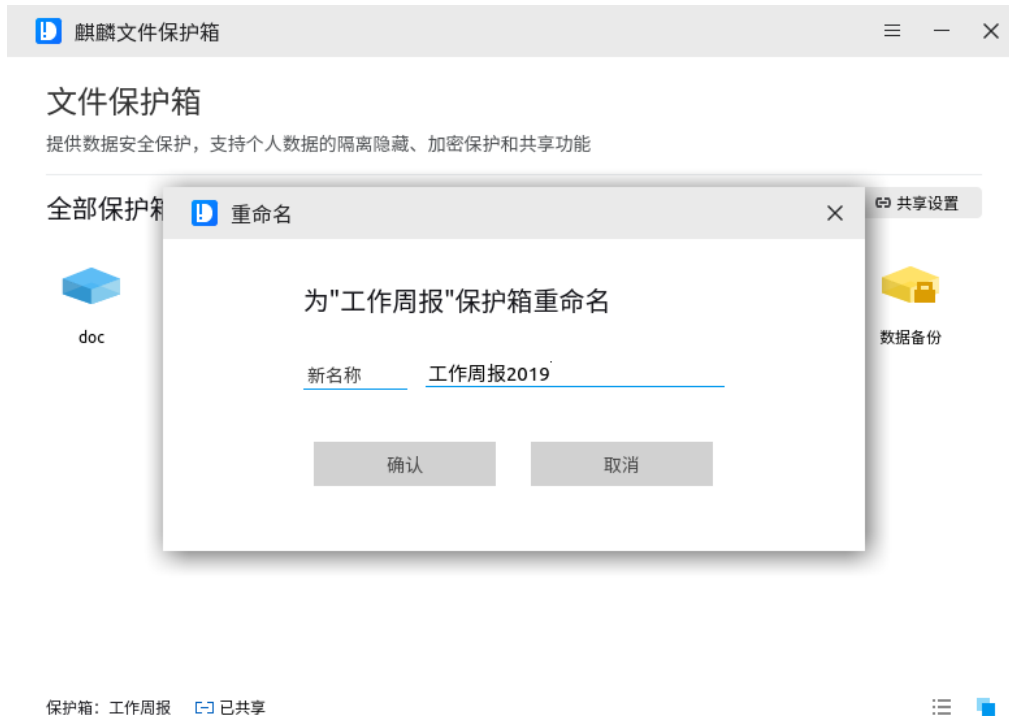 麒麟文件保护箱
文件保护箱
提供数据安全保护，支持个人数据的隔离隐藏、加密保护和共享功能
全部保护箱
共享设置
重命名
doc
数据备份
为"工作周报"保护箱重命名
新名称 工作周报2019
确认 取消
保护箱：工作周报 已共享